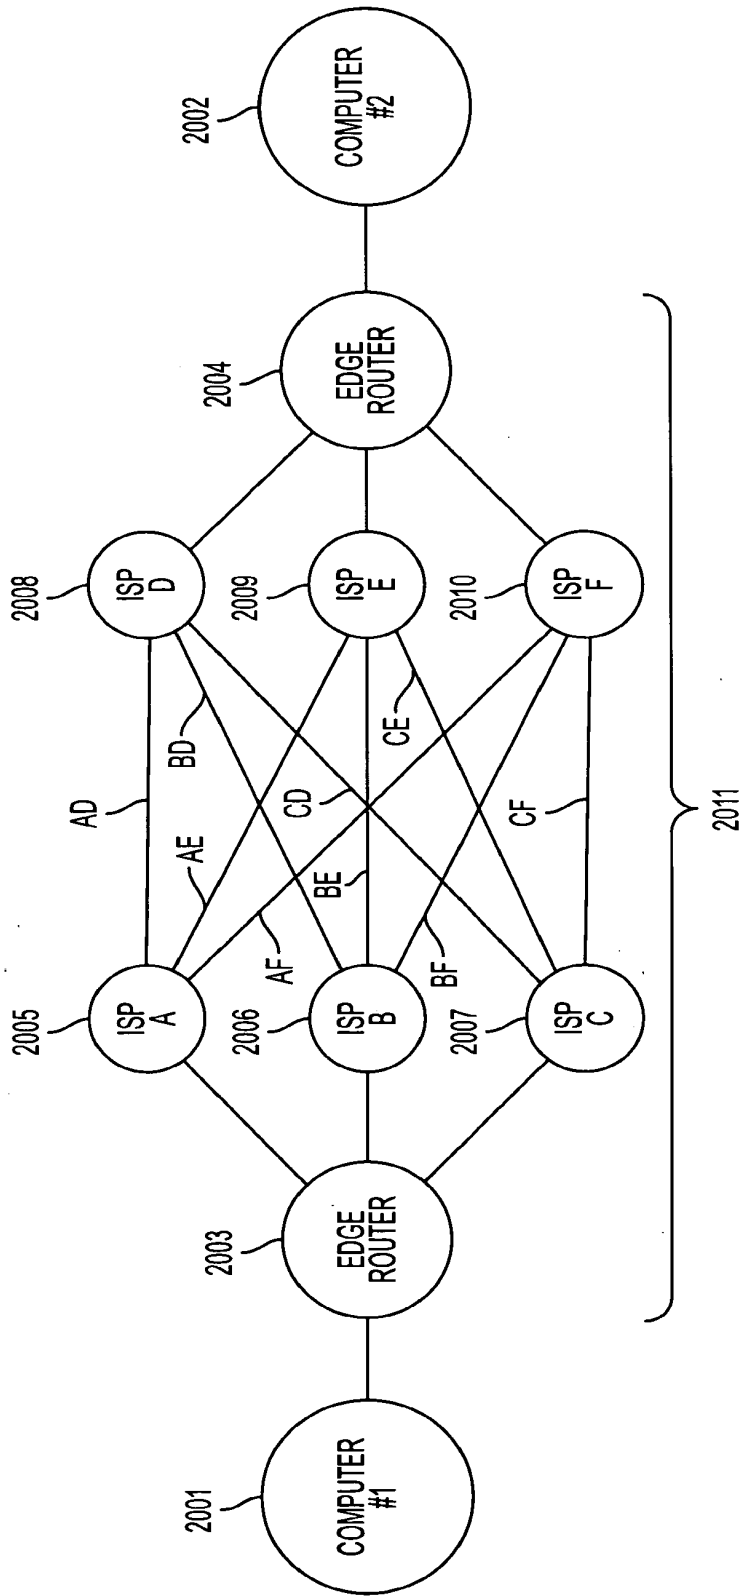 2001
COMPUTER
#1
2003
EDGE
ROUTER
2005
ISP
A
2006
ISP
B
2007
ISP
C
AD
AE
AF
BD
BE
BF
CD
CE
CF
2008
ISP
D
2009
ISP
E
2010
ISP
F
2004
EDGE
ROUTER
2002
COMPUTER
#2
2011